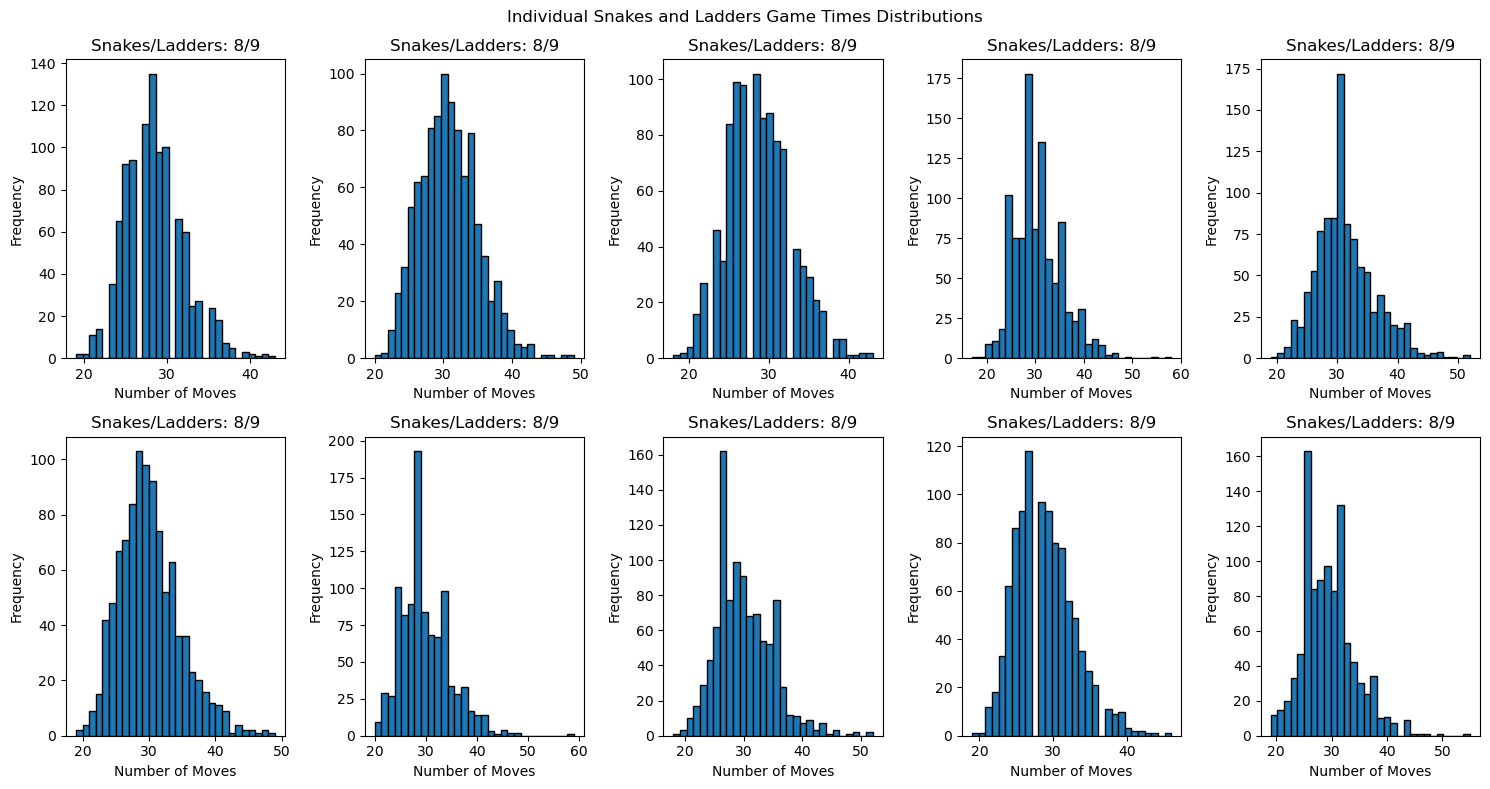 Individual Snakes and Ladders Game Times Distributions
Snakes/Ladders: 8/9
Snakes/Ladders: 8/9
Snakes/Ladders: 8/9
Snakes/Ladders: 8/9
Snakes/Ladders: 8/9
Frequency
140
120
100
80
60
40
20
0
20 30 40
Number of Moves
Frequency
100
80
60
40
20
0
20 30 40 50
Number of Moves
Frequency
100
80
60
40
20
0
20 30 40
Number of Moves
Frequency
175
150
125
100
75
50
25
0
20 30 40 50 60
Number of Moves
Frequency
175
150
125
100
75
50
25
0
20 30 40 50
Number of Moves
Snakes/Ladders: 8/9
Snakes/Ladders: 8/9
Snakes/Ladders: 8/9
Snakes/Ladders: 8/9
Snakes/Ladders: 8/9
Frequency
100
80
60
40
20
0
20 30 40 50
Number of Moves
Frequency
200
175
150
125
100
75
50
25
0
20 30 40 50 60
Number of Moves
Frequency
160
140
120
100
80
60
40
20
0
20 30 40 50
Number of Moves
Frequency
120
100
80
60
40
20
0
20 30 40
Number of Moves
Frequency
160
140
120
100
80
60
40
20
0
20 30 40 50
Number of Moves